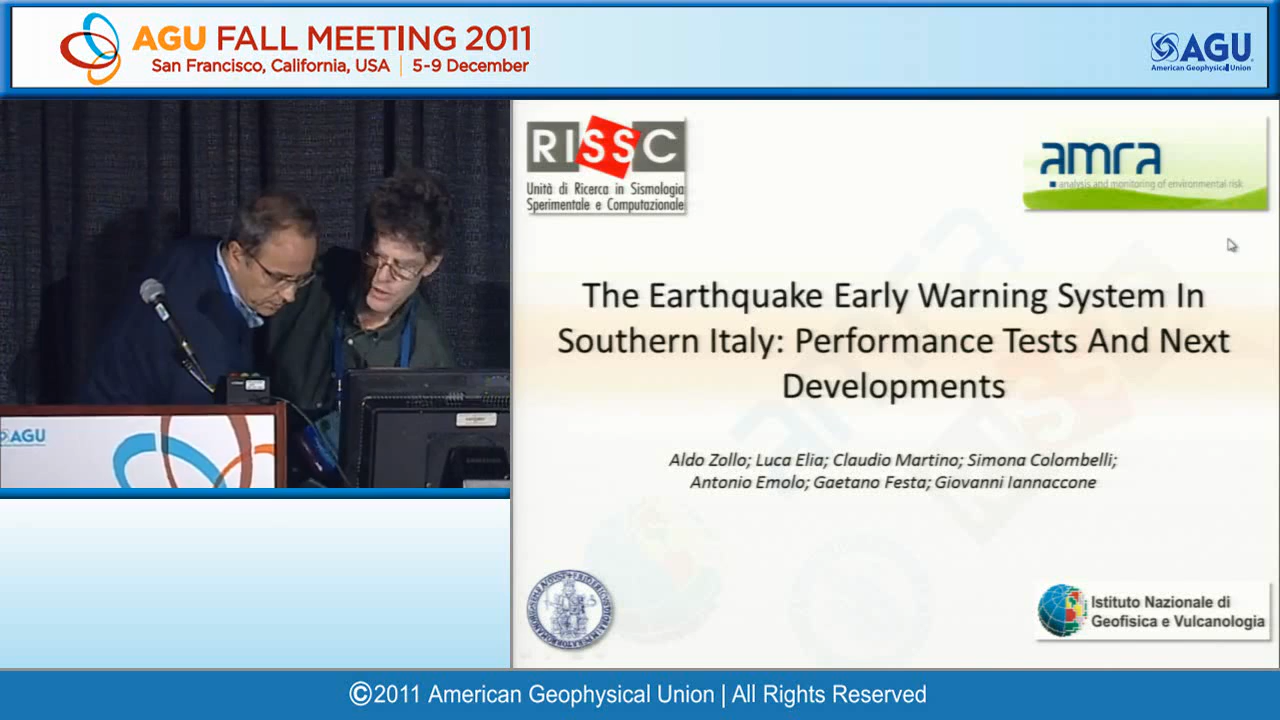 AGU FALL MEETING 2011
San Francisco, California, USA | 5-9 December
AGU
American Geophysical Union
RISSC
Unità di Ricerca in Sismologia
Sperimentale e Computazionale
amra
analysis and monitoring of environmental risk
The Earthquake Early Warning System In
Southern Italy: Performance Tests And Next
Developments
Aldo Zollo; Luca Elia; Claudio Martino; Simona Colombelli;
Antonio Emolo; Gaetano Festa; Giovanni Iannaccone
AGU
Istituto Nazionale di
Geofisica e Vulcanologia
©2011 American Geophysical Union | All Rights Reserved